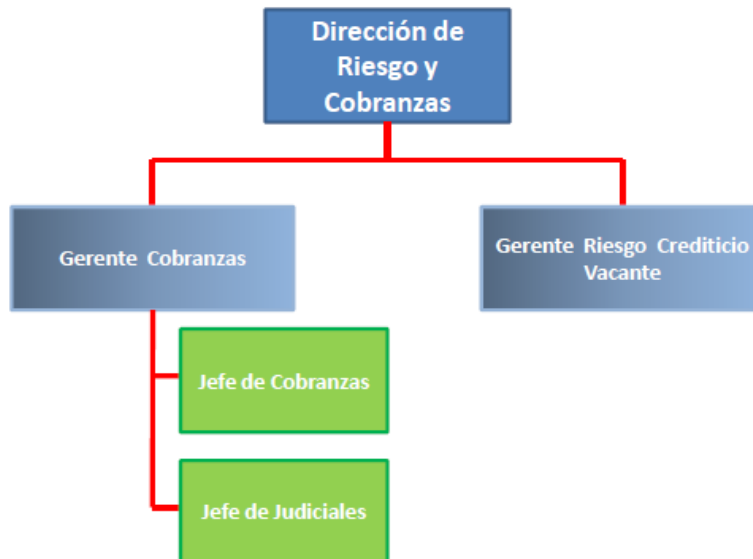 Dirección de
Riesgo y
Cobranzas
Gerente Cobranzas
Gerente Riesgo Crediticio
Vacante
Jefe de Cobranzas
Jefe de Judiciales